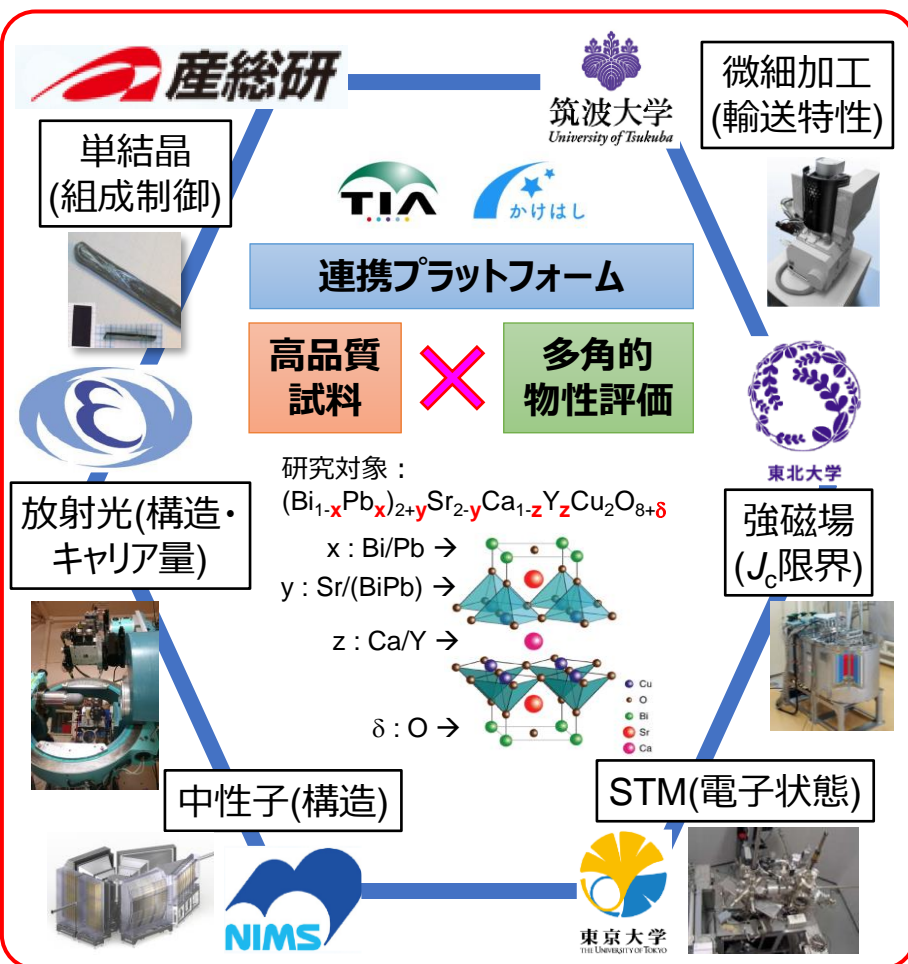 産総研
筑波大学
University of Tsukuba
微細加工
(輸送特性)
単結晶
(組成制御)
TIA
かけはし
連携プラットフォーム
高品質
試料
多角的
物性評価
東北大学
研究対象：
(Bi1-xPbx)2+ySr2-yCa1-zYzCu2O8+δ
x : Bi/Pb →
y : Sr/(BiPb) →
z : Ca/Y →
δ : O →
Cu
O
Bi
Sr
Ca
放射光(構造・
キャリア量)
強磁場
(Jc限界)
中性子(構造)
STM(電子状態)
NIMS
東京大学
THE UNIVERSITY OF TOKYO